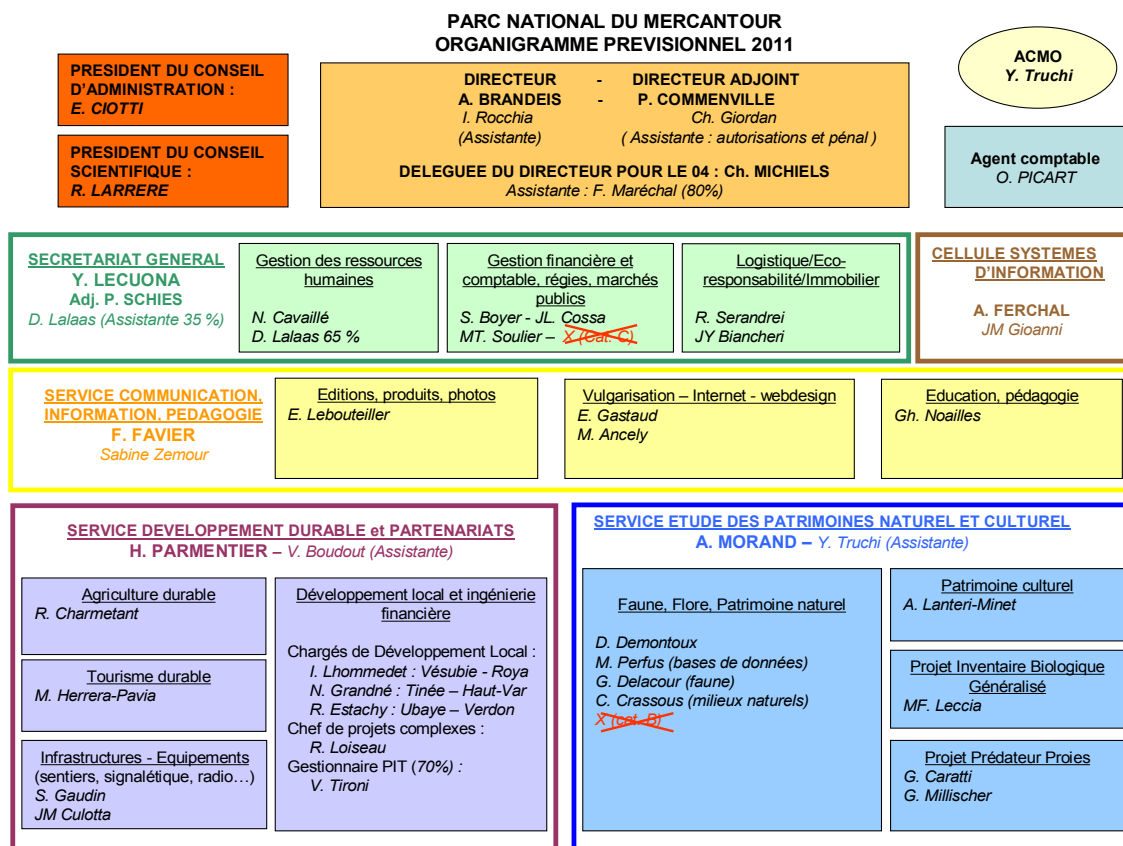 PARC NATIONAL DU MERCANTOUR
ORGANIGRAMME PREVISIONNEL 2011
PRESIDENT DU CONSEIL
D'ADMINISTRATION :
E. CIOTTI
PRESIDENT DU CONSEIL
SCIENTIFIQUE :
R. LARRERE
DIRECTEUR - DIRECTEUR ADJOINT
A. BRANDEIS - P. COMMENVILLE
I. Rocchia Ch. Giordan
(Assistante) ( Assistante : autorisations et pénal )
DELEGUEE DU DIRECTEUR POUR LE 04 : Ch. MICHIELS
Assistante : F. Maréchal (80%)
ACMO
Y. Truchi
Agent comptable
O. PICART
SECRETARIAT GENERAL
Y. LECUONA
Adj. P. SCHIES
D. Lalaas (Assistante 35 %)
Gestion des ressources
humaines
N. Cavaillé
D. Lalaas 65 %
Gestion financière et
comptable, régies, marchés
publics
S. Boyer - JL. Cossa
MT. Soulier – X (Cat. C)
Logistique/Eco-
responsabilité/Immobilier
R. Serandrei
JY Biancheri
CELLULE SYSTEMES
D'INFORMATION
A. FERCHAL
JM Gioanni
SERVICE COMMUNICATION,
INFORMATION, PEDAGOGIE
F. FAVIER
Sabine Zemour
Editions, produits, photos
E. Lebouteiller
Vulgarisation – Internet - webdesign
E. Gastaud
M. Ancely
Education, pédagogie
Gh. Noailles
SERVICE DEVELOPPEMENT DURABLE et PARTENARIATS
H. PARMENTIER – V. Boudout (Assistante)
Agriculture durable
R. Charmetant
Tourisme durable
M. Herrera-Pavia
Infrastructures - Equipements
(sentiers, signalétique, radio…)
S. Gaudin
JM Culotta
Développement local et ingénierie
financière
Chargés de Développement Local :
I. Lhommedet : Vésubie - Roya
N. Grandné : Tinée – Haut-Var
R. Estachy : Ubaye – Verdon
Chef de projets complexes :
R. Loiseau
Gestionnaire PIT (70%) :
V. Tironi
SERVICE ETUDE DES PATRIMOINES NATUREL ET CULTUREL
A. MORAND – Y. Truchi (Assistante)
Faune, Flore, Patrimoine naturel
D. Demontoux
M. Perfus (bases de données)
G. Delacour (faune)
C. Crassous (milieux naturels)
X (cat. B)
Patrimoine culturel
A. Lanteri-Minet
Projet Inventaire Biologique
Généralisé
MF. Leccia
Projet Prédateur Proies
G. Caratti
G. Millischer